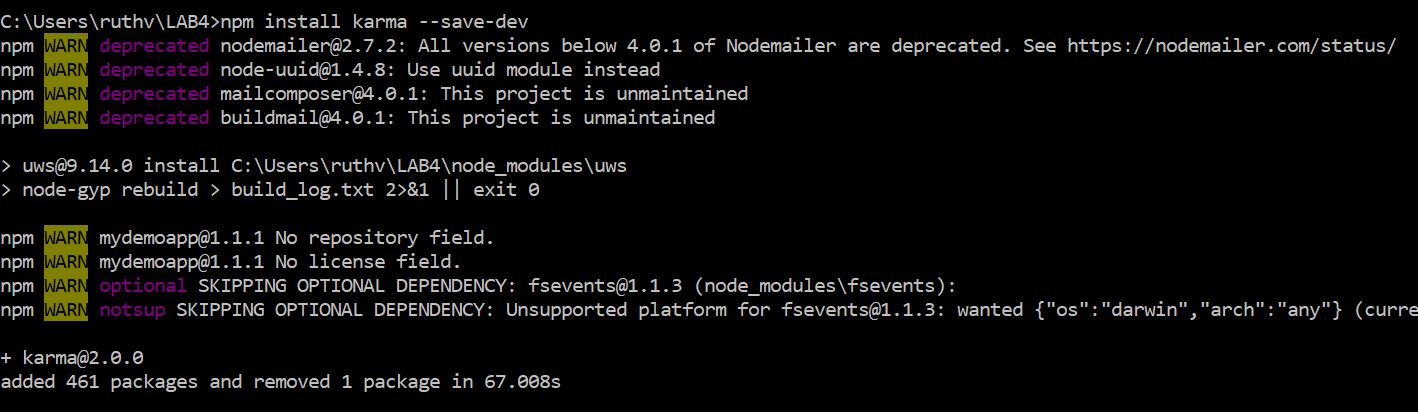 C:\Users\ruthv\LAB4>npm install karma --save-dev
npm WARN deprecated nodemailer@2.7.2: All versions below 4.0.1 of Nodemailer are deprecated. See https://nodemailer.com/status/
npm WARN deprecated node-uuid@1.4.8: Use uuid module instead
npm WARN deprecated mailcomposer@4.0.1: This project is unmaintained
npm WARN deprecated buildmail@4.0.1: This project is unmaintained
> uws@9.14.0 install C:\Users\ruthv\LAB4\node_modules\uws
> node-gyp rebuild > build_log.txt 2>&1 || exit 0
npm WARN mydemoapp@1.1.1 No repository field.
npm WARN mydemoapp@1.1.1 No license field.
npm WARN optional SKIPPING OPTIONAL DEPENDENCY: fsevents@1.1.3 (node_modules\fsevents):
npm WARN notsup SKIPPING OPTIONAL DEPENDENCY: Unsupported platform for fsevents@1.1.3: wanted {"os":"darwin","arch":"any"} (curre
+ karma@2.0.0
added 461 packages and removed 1 package in 67.008s